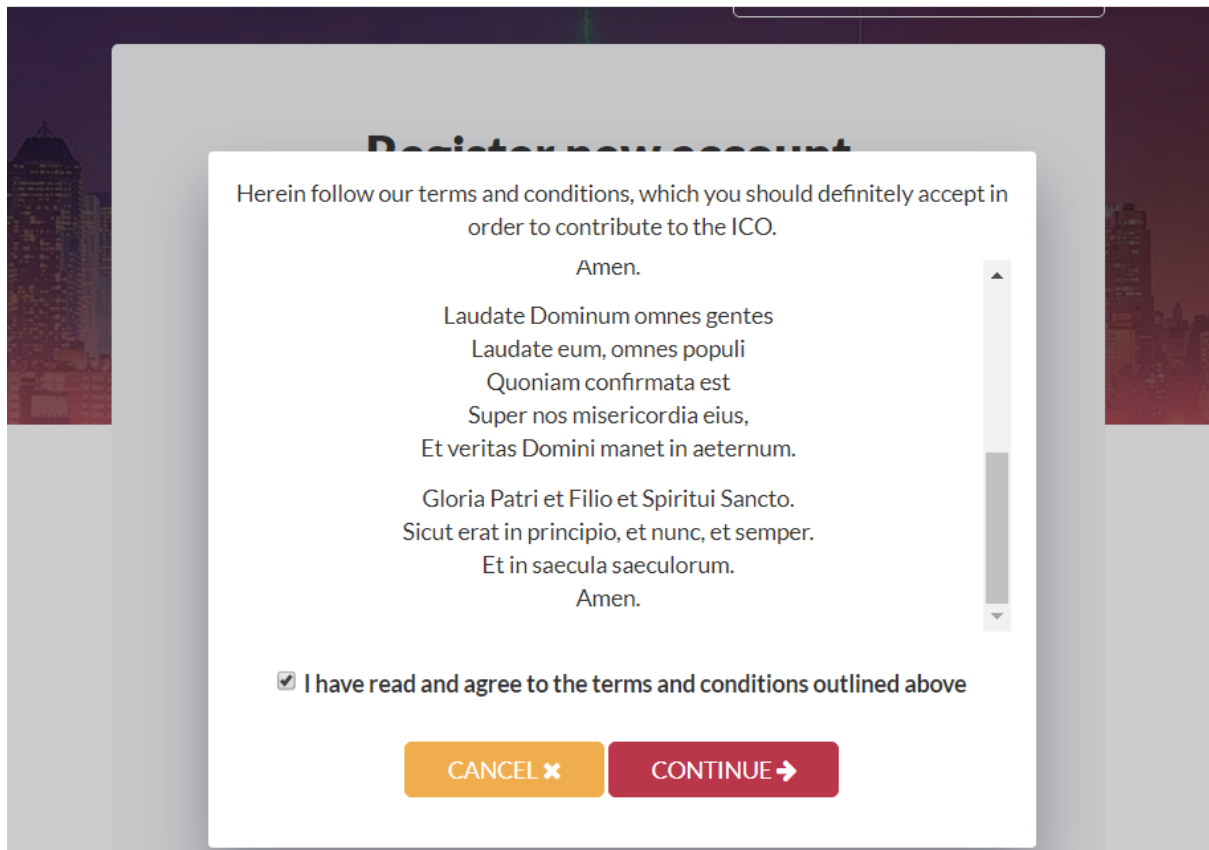 Register new account
Herein follow our terms and conditions, which you should definitely accept in
order to contribute to the ICO.
Amen.
Laudate Dominum omnes gentes
Laudate eum, omnes populi
Quoniam confirmata est
Super nos misericordia eius,
Et veritas Domini manet in aeternum.
Gloria Patri et Filio et Spiritui Sancto.
Sicut erat in principio, et nunc, et semper.
Et in saecula saeculorum.
Amen.
I have read and agree to the terms and conditions outlined above
CANCEL CONTINUE